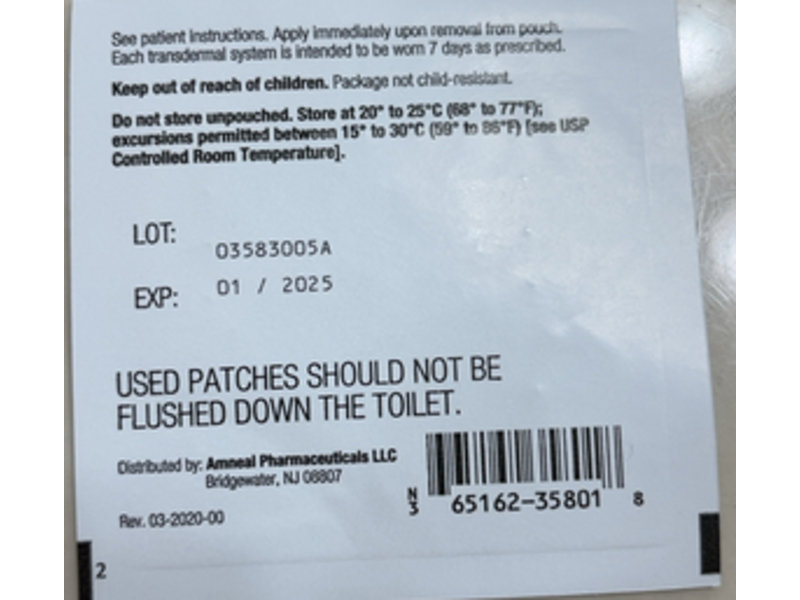 See patient instructions. Apply immediately upon removal from pouch.
Each transdermal system is intended to be worn 7 days as prescribed.
Keep out of reach of children. Package not child-resistant.
Do not store unpouched. Store at 20° to 25°C (68° to 77°F);
excursions permitted between 15° to 30°C (59° to 86°F) [see USP
Controlled Room Temperature].
LOT: 03583005A
EXP: 01 / 2025
USED PATCHES SHOULD NOT BE
FLUSHED DOWN THE TOILET.
Distributed by: Amneal Pharmaceuticals LLC
Bridgewater, NJ 08807
N3 65162-35801 8
Rev. 03-2020-00
2